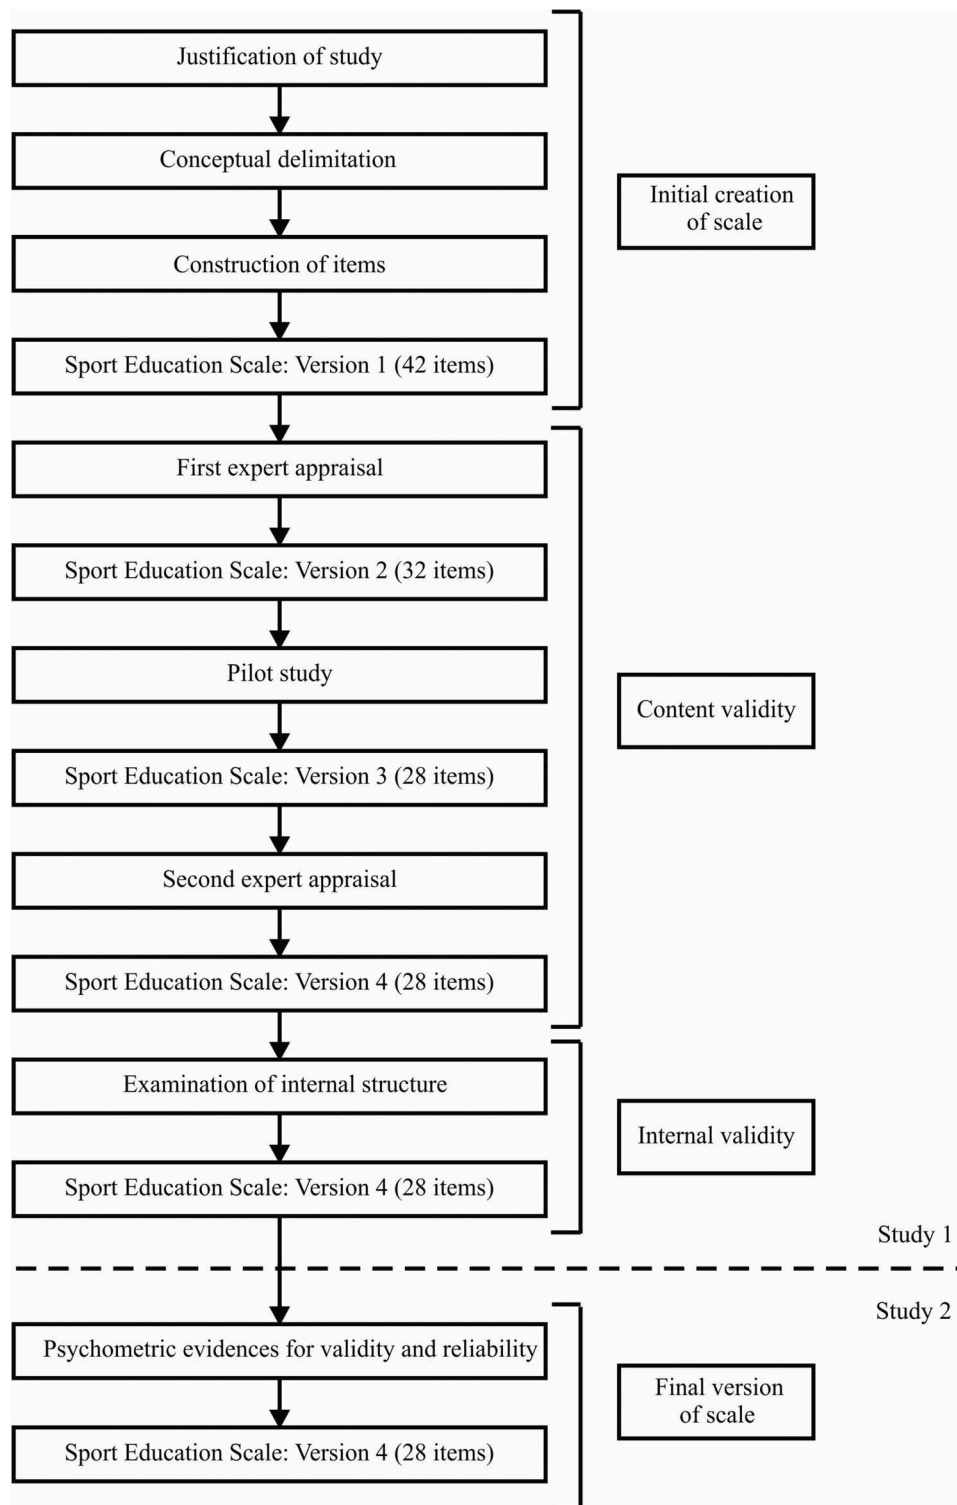 Justification of study
Conceptual delimitation
Initial creation
of scale
Construction of items
Sport Education Scale: Version 1 (42 items)
First expert appraisal
Sport Education Scale: Version 2 (32 items)
Pilot study
Content validity
Sport Education Scale: Version 3 (28 items)
Second expert appraisal
Sport Education Scale: Version 4 (28 items)
Examination of internal structure
Internal validity
Sport Education Scale: Version 4 (28 items)
Study 1
Study 2
Psychometric evidences for validity and reliability
Final version
of scale
Sport Education Scale: Version 4 (28 items)